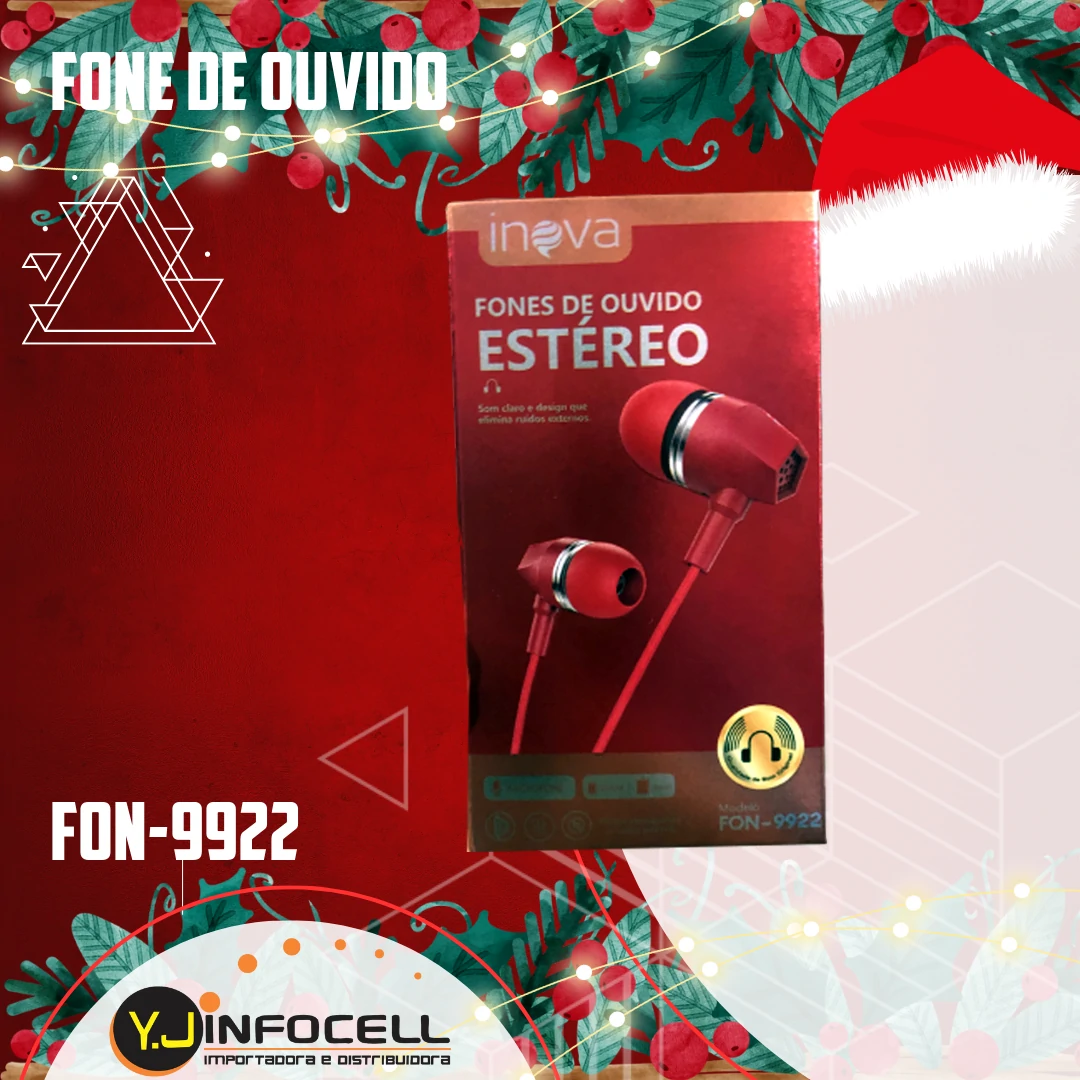 FONE DE OUVIDO
inova
FONES DE OUVIDO
ESTÉREO
Som claro e design que
elimina ruídos externos.
Modelo
FON-9922
FON-9922
Y.J INFOCELL
IMPORTADORA E DISTRIBUIDORA